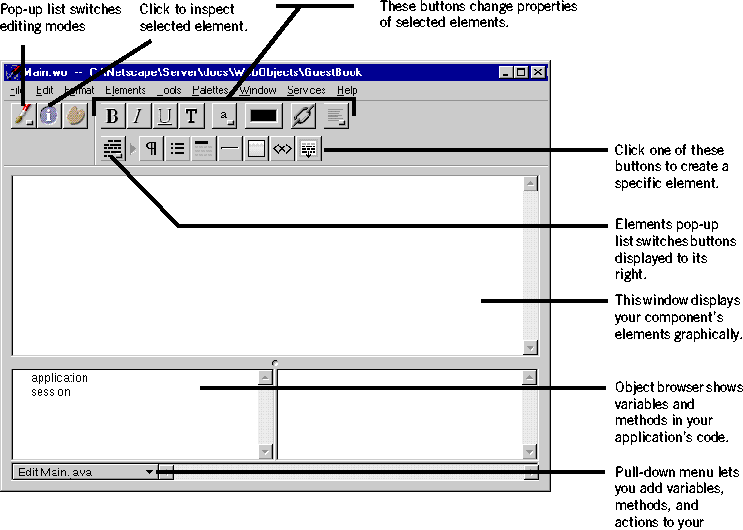 Pop-up list switches
editing modes
Click to inspect
selected element.
These buttons change properties
of selected elements.
Main.wo -- C:\Netscape\Server\docs\WebObjects\GuestBook
File Edit Format Elements Tools Palettes Window Services Help
B I U T a
Click one of these
buttons to create a
specific element.
Elements pop-up
list switches buttons
displayed to its
right.
This window displays
your component's
elements graphically.
application
session
Object browser shows
variables and
methods in your
application's code.
Edit Main.java
Pull-down menu lets
you add variables,
methods, and
actions to your